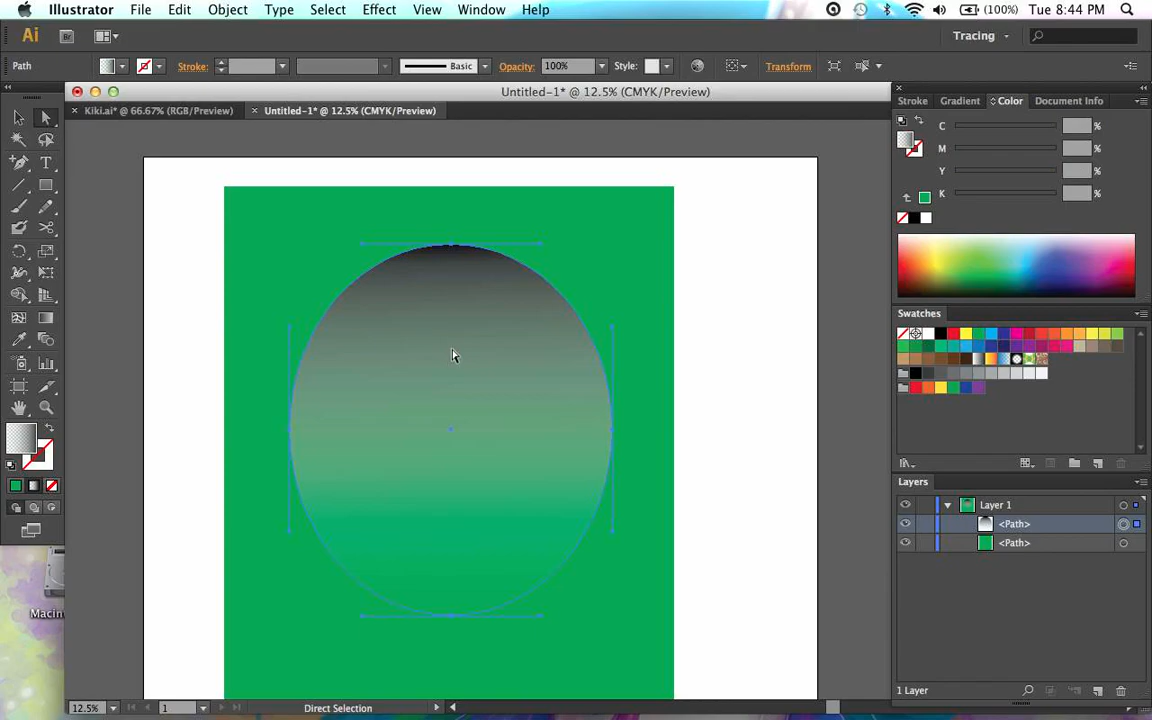 Illustrator File Edit Object Type Select Effect View Window Help (100%) Tue 8:44 PM
Ai Br Tracing
Path Stroke: Basic Opacity: 100% Style: Transform
Untitled-1* @ 12.5% (CMYK/Preview)
Kiki.ai* @ 66.67% (RGB/Preview) Untitled-1* @ 12.5% (CMYK/Preview)
Stroke Gradient Color Document Info
C %
M %
Y %
K %
Swatches
Layers
Layer 1
<Path>
<Path>
Macin
12.5% 1 Direct Selection 1 Layer